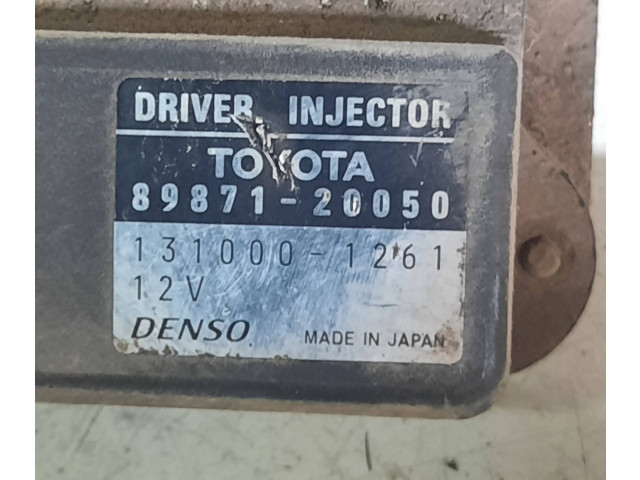 DRIVER INJECTOR
TOYOTA
89871-20050
131000-1261
12V
DENSO MADE IN JAPAN